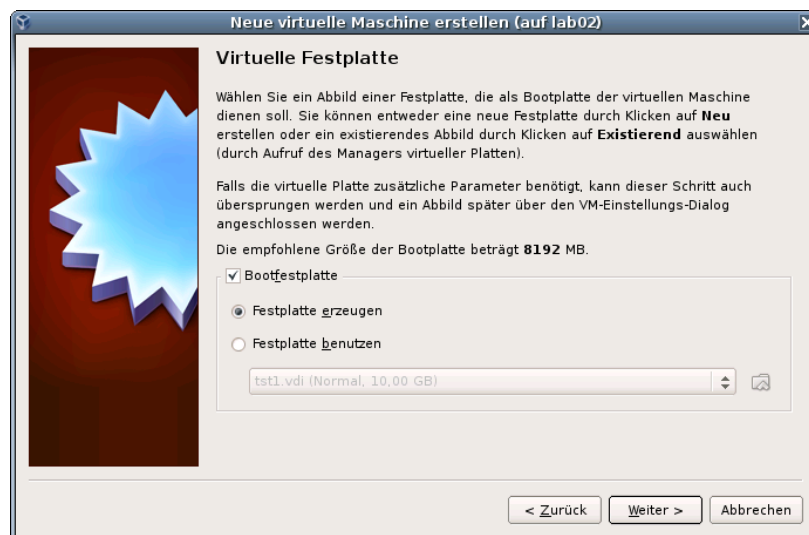 Neue virtuelle Maschine erstellen (auf lab02)
Virtuelle Festplatte
Wählen Sie ein Abbild einer Festplatte, die als Bootplatte der virtuellen Maschine
dienen soll. Sie können entweder eine neue Festplatte durch Klicken auf Neu
erstellen oder ein existierendes Abbild durch Klicken auf Existierend auswählen
(durch Aufruf des Managers virtueller Platten).
Falls die virtuelle Platte zusätzliche Parameter benötigt, kann dieser Schritt auch
übersprungen werden und ein Abbild später über den VM-Einstellungs-Dialog
angeschlossen werden.
Die empfohlene Größe der Bootplatte beträgt 8192 MB.
Bootfestplatte
Festplatte erzeugen
Festplatte benutzen
tst1.vdi (Normal, 10,00 GB)
< Zurück Weiter > Abbrechen